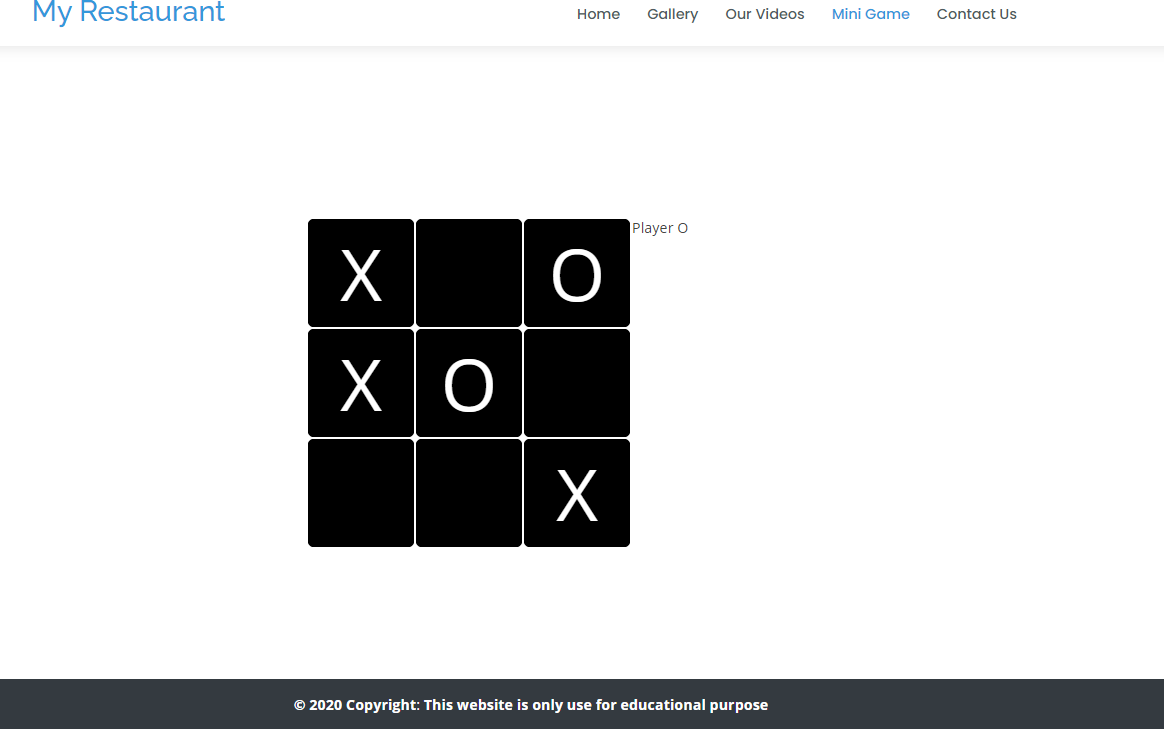 My Restaurant Home Gallery Our Videos Mini Game Contact Us
X O Player O
X O
X
© 2020 Copyright: This website is only use for educational purpose